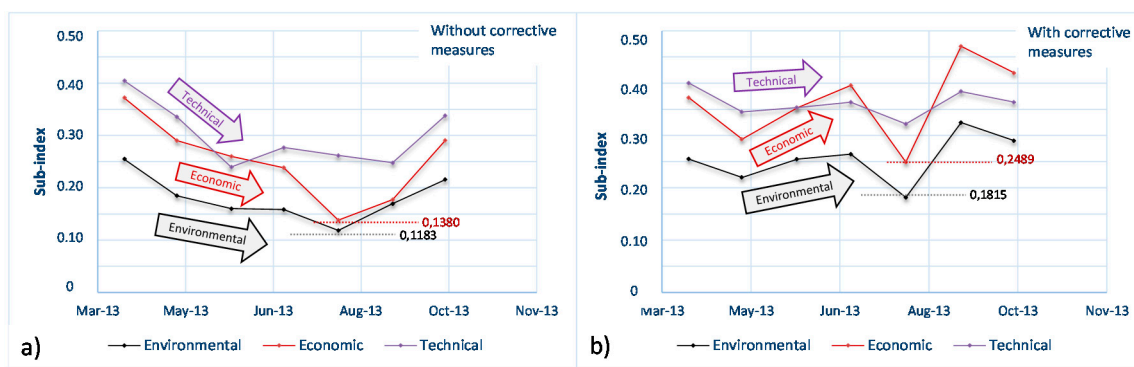 Without corrective
measures
0.50
0.40
0.30
0.20
0.10
0
Sub-index
Technical
Economic
Environmental
0,1380
0,1183
Mar-13 May-13 Jun-13 Aug-13 Oct-13 Nov-13
a) Environmental Economic Technical
With corrective
measures
0.50
0.40
0.30
0.20
0.10
0
Sub-index
Technical
Economic
Environmental
0,2489
0,1815
Mar-13 May-13 Jun-13 Aug-13 Oct-13 Nov-13
b) Environmental Economic Technical